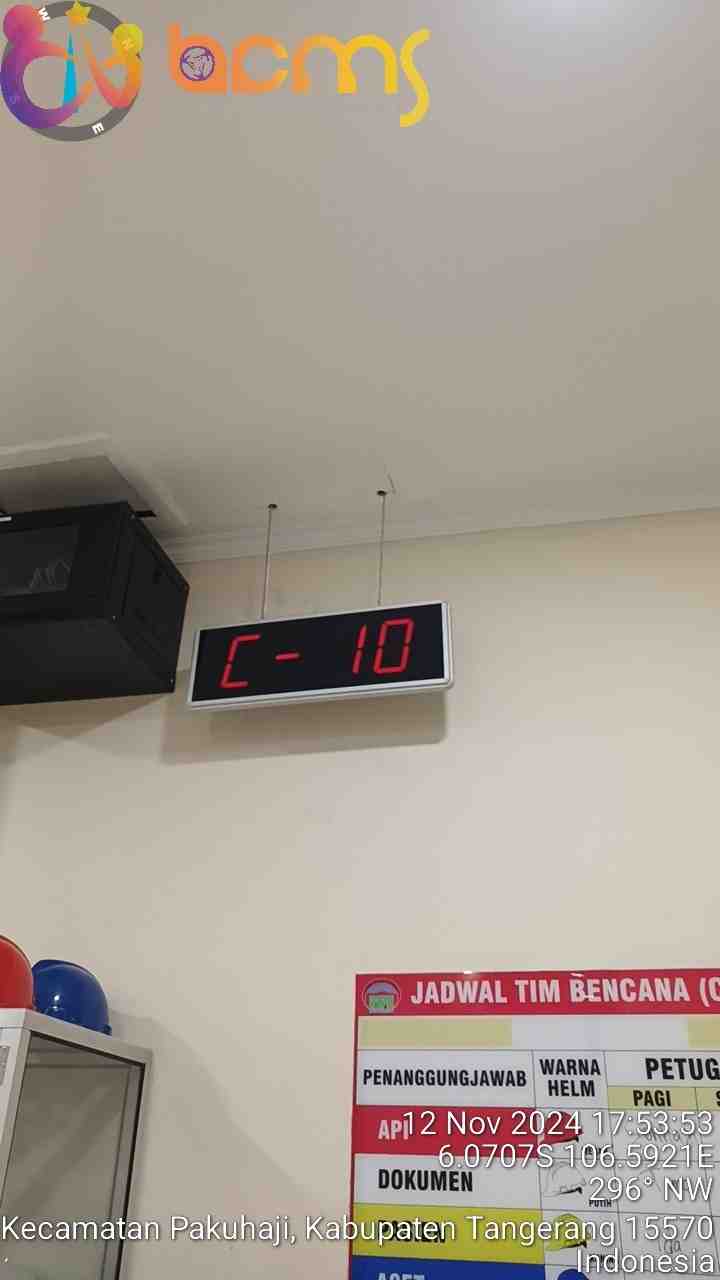 bcms
C - 10
JADWAL TIM BENCANA (C
PENANGGUNGJAWAB
WARNA HELM
PETUG
PAGI
S
API
DOKUMEN
PUTIH
12 Nov 2024 17:53:53
6.0707S 106.5921E
296° NW
Kecamatan Pakuhaji, Kabupaten Tangerang 15570
Indonesia